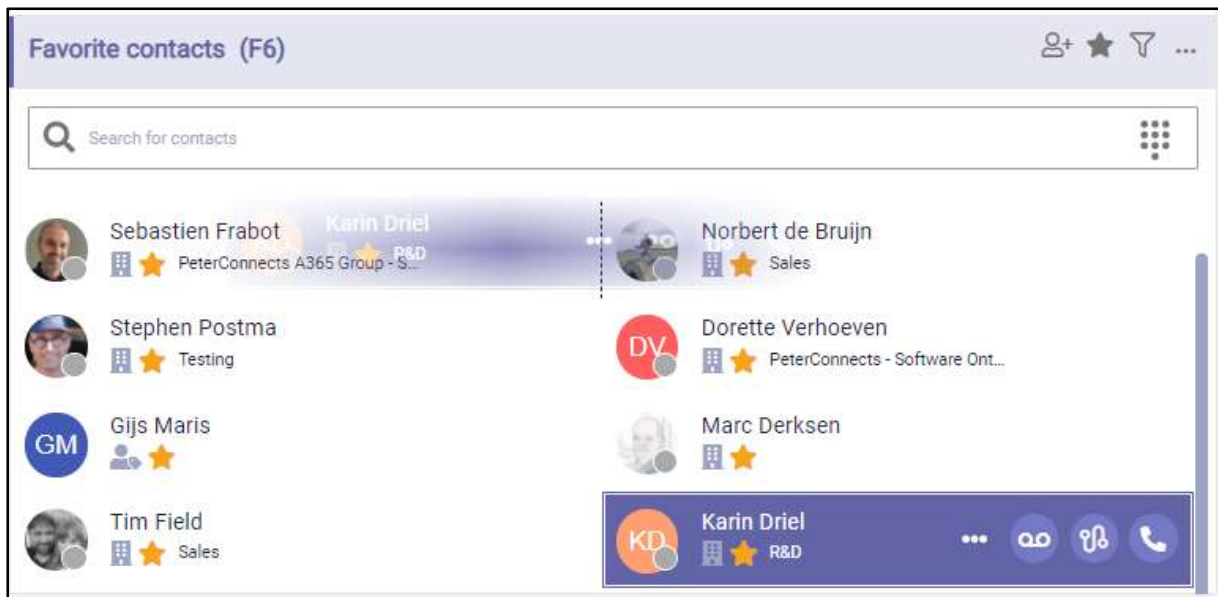 Favorite contacts (F6)
Search for contacts
Sebastien Frabot
PeterConnects A365 Group - S...
Karin Driel
R&D
Norbert de Bruijn
Sales
Stephen Postma
Testing
DV
Dorette Verhoeven
PeterConnects - Software Ont...
GM
Gijs Maris
Marc Derksen
Tim Field
Sales
KD
Karin Driel
R&D